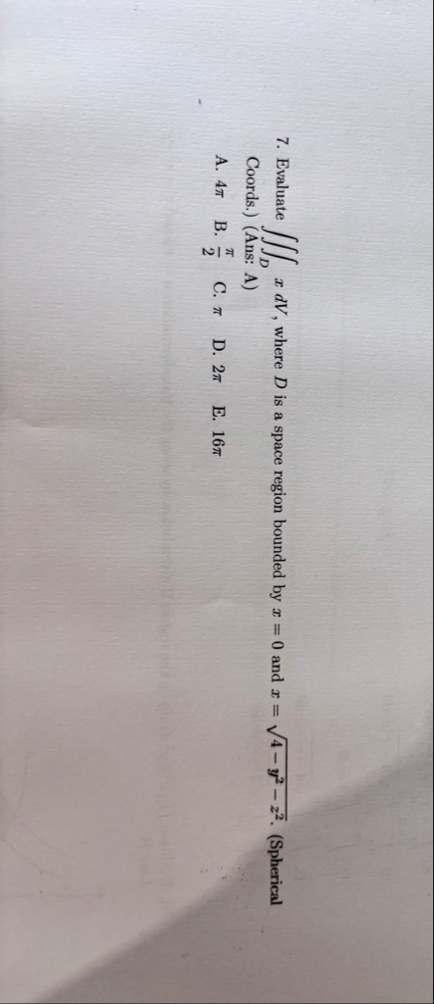 7. Evaluate ∭_D x dV, where D is a space region bounded by x = 0 and x = √(4 − y² − z²). (Spherical
Coords.) (Ans: A)
A. 4π B. π/2 C. π D. 2π E. 16π